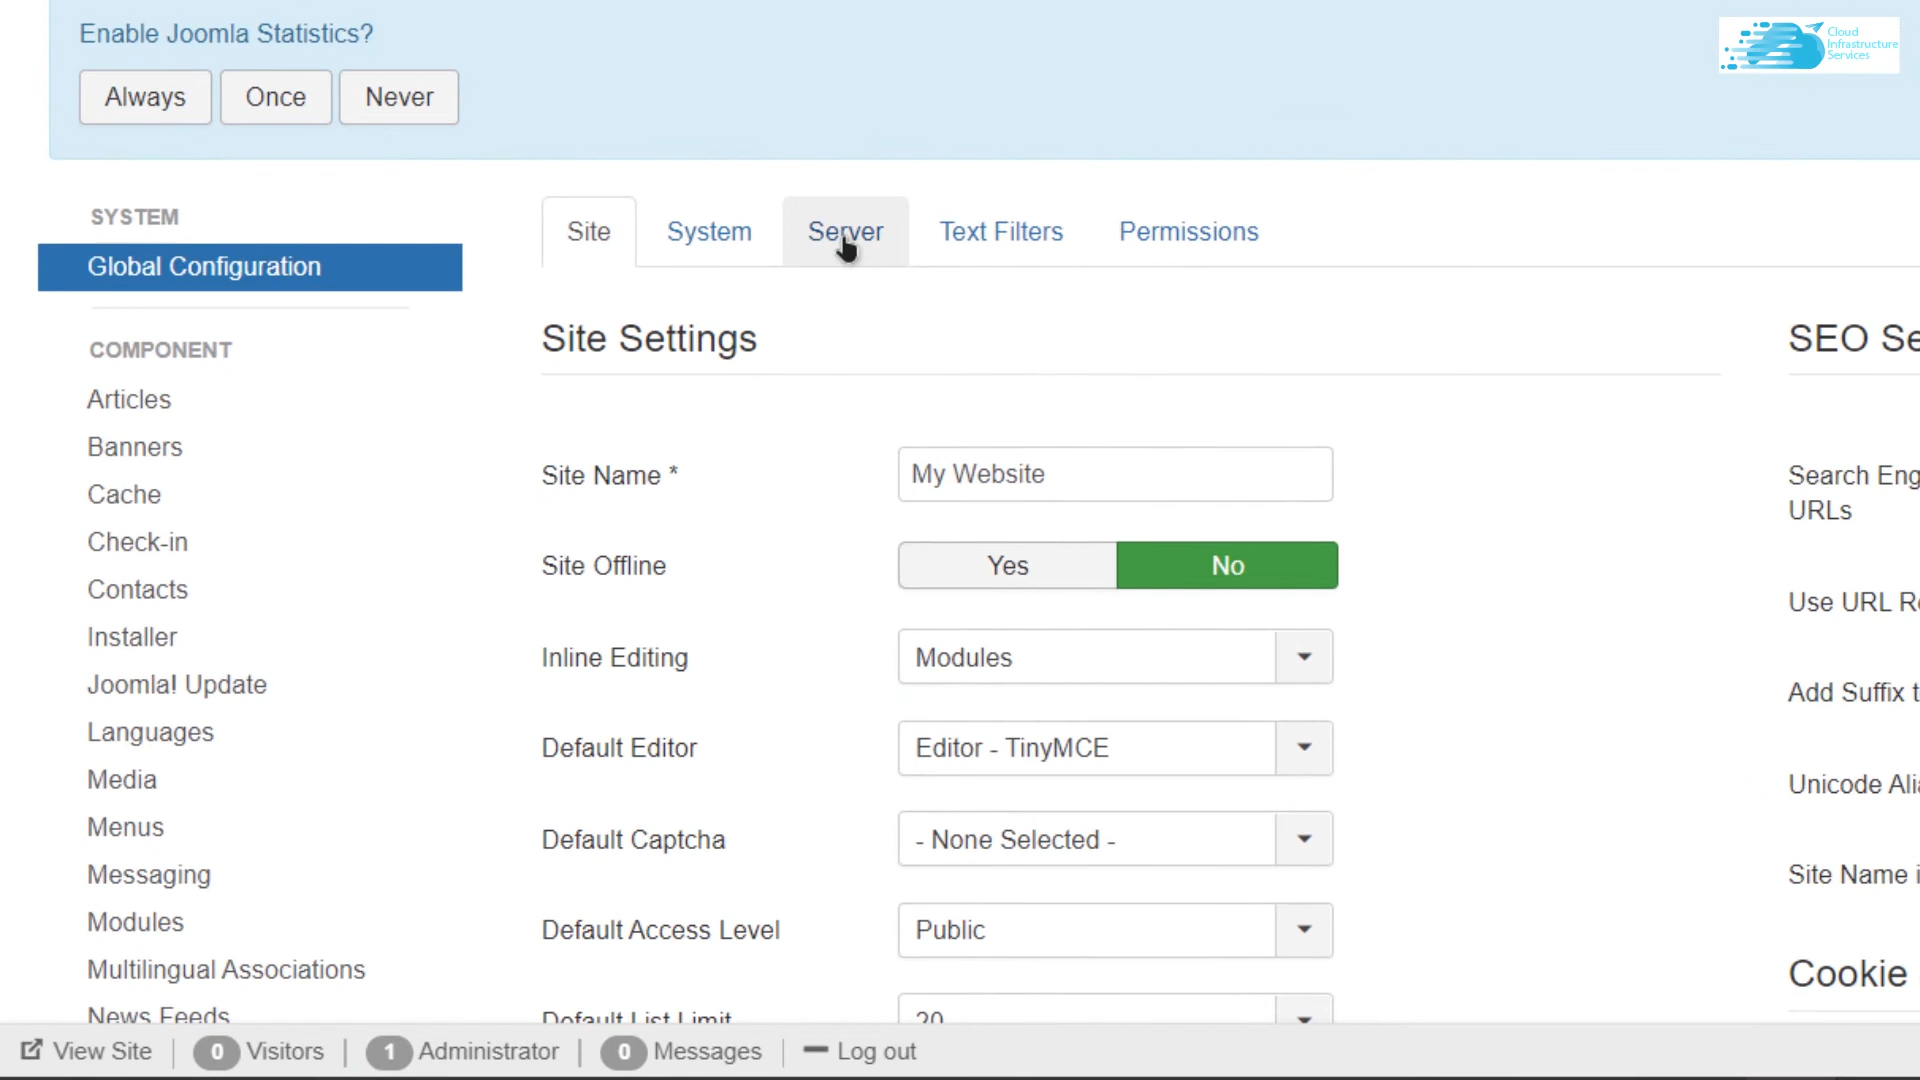 Enable Joomla Statistics?
Always Once Never
Cloud
Infrastructure
Services
SYSTEM
Global Configuration
COMPONENT
Articles
Banners
Cache
Check-in
Contacts
Installer
Joomla! Update
Languages
Media
Menus
Messaging
Modules
Multilingual Associations
News Feeds
Site System Server Text Filters Permissions
Site Settings
Site Name * My Website
Site Offline Yes No
Inline Editing Modules
Default Editor Editor - TinyMCE
Default Captcha - None Selected -
Default Access Level Public
Default List Limit 20
SEO Se
Search Eng
URLs
Use URL Re
Add Suffix t
Unicode Alia
Site Name i
Cookie
View Site 0 Visitors 1 Administrator 0 Messages Log out